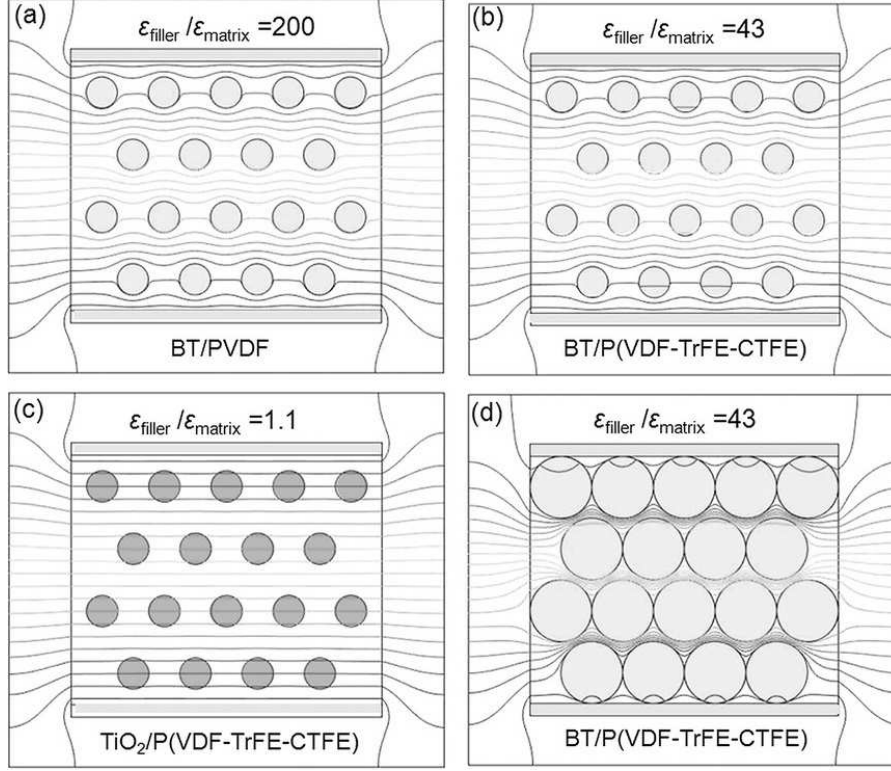 (a)
εfiller /εmatrix =200
BT/PVDF
(b)
εfiller /εmatrix =43
BT/P(VDF-TrFE-CTFE)
(c)
εfiller /εmatrix =1.1
TiO2/P(VDF-TrFE-CTFE)
(d)
εfiller /εmatrix =43
BT/P(VDF-TrFE-CTFE)